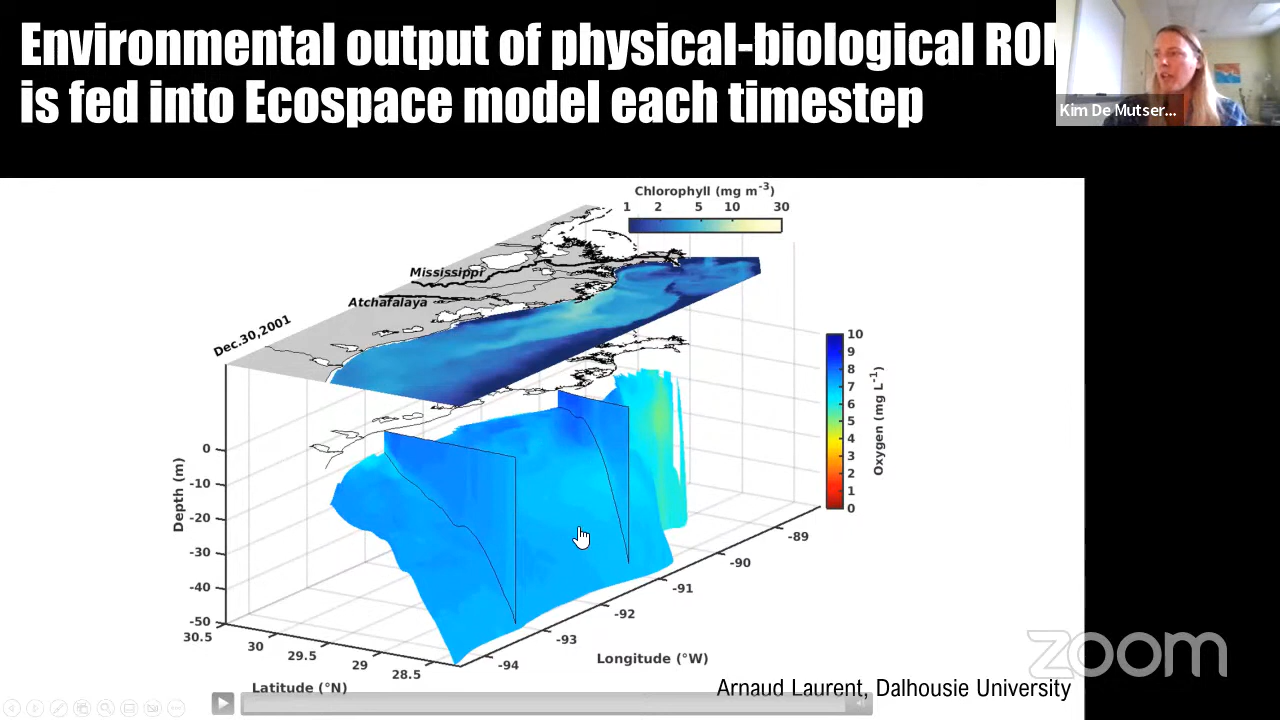 Environmental output of physical-biological
is fed into Ecospace model each timestep
Kim De Mutser...
Chlorophyll (mg m-3)
1 2 5 10 30
Mississippi
Atchafalaya
Dec.30,2001
10
9
8
7
6
5
4
3
2
1
0
Oxygen (mg L-1)
0
-10
-20
-30
-40
-50
Depth (m)
30.5
30
29.5
29
28.5
Latitude (°N)
-94
-93
-92
-91
-90
-89
Longitude (°W)
zoom
Arnaud Laurent, Dalhousie University